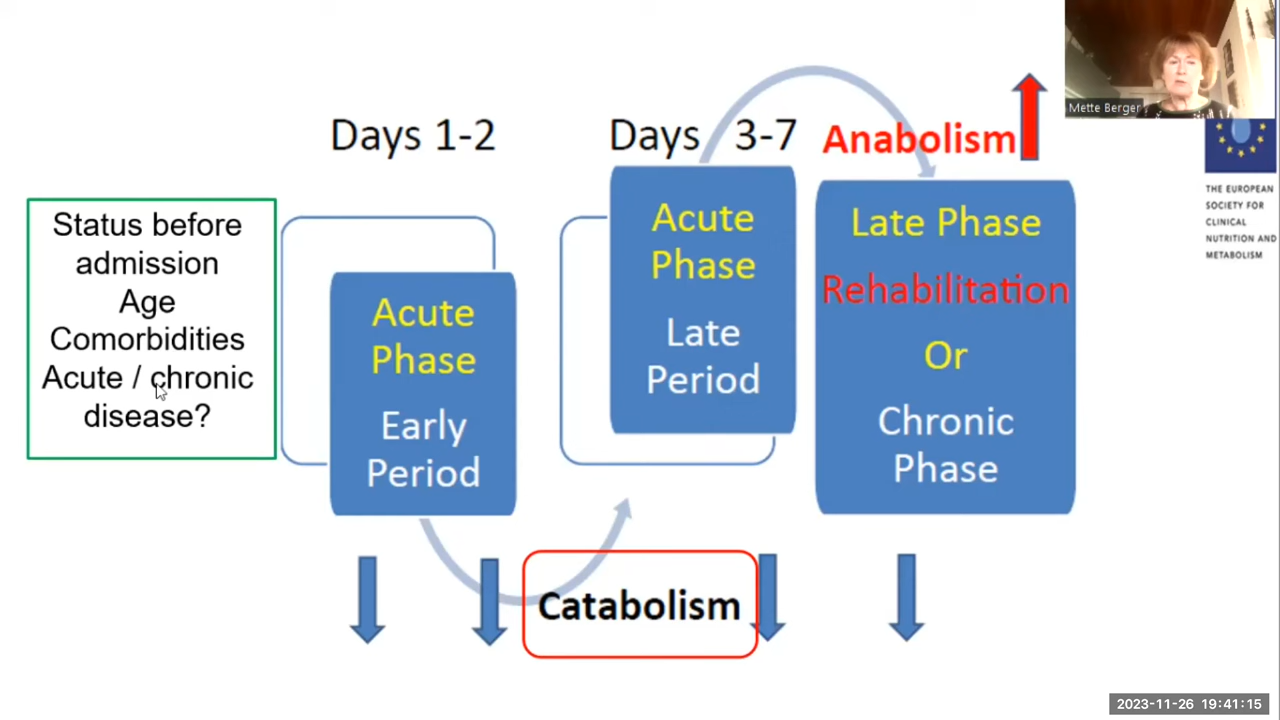 Days 1-2
Days 3-7
Anabolism
Mette Berger
THE EUROPEAN
SOCIETY FOR
CLINICAL
NUTRITION AND
METABOLISM
Status before
admission
Age
Comorbidities
Acute / chronic
disease?
Acute
Phase
Early
Period
Acute
Phase
Late
Period
Late Phase
Rehabilitation
Or
Chronic
Phase
Catabolism
2023-11-26 19:41:15